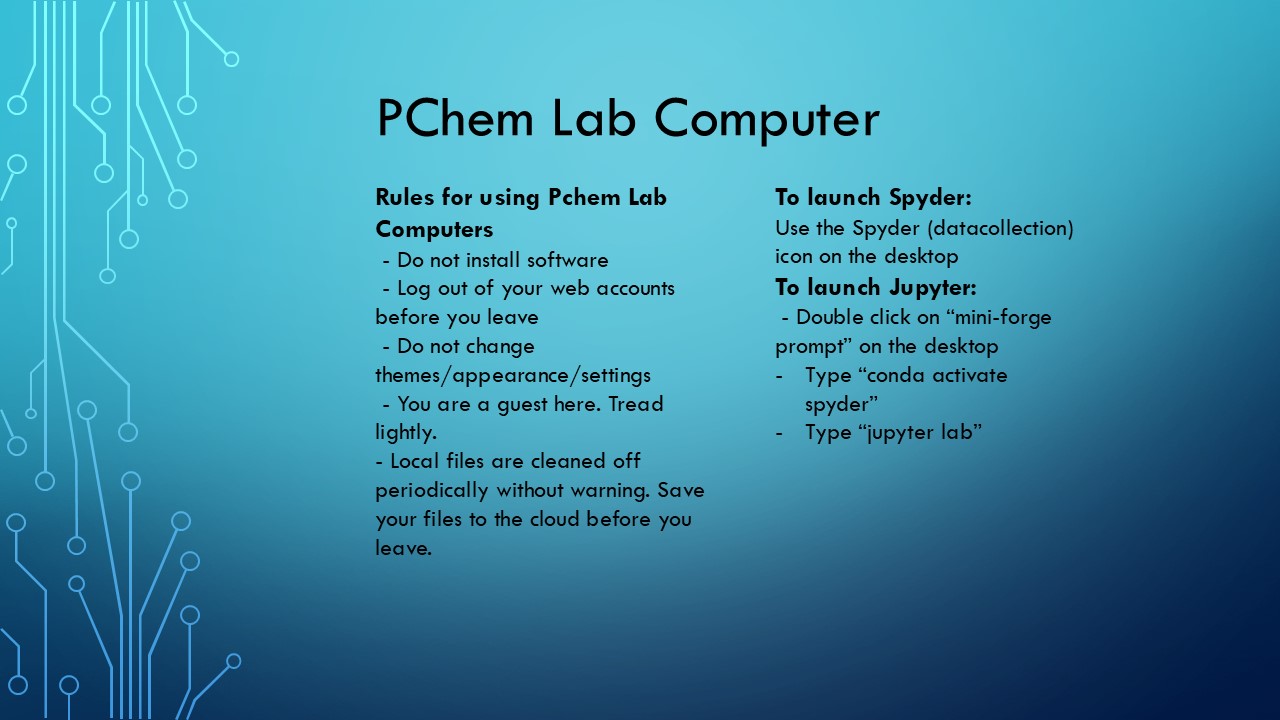 PChem Lab Computer
Rules for using Pchem Lab
Computers
- Do not install software
- Log out of your web accounts
before you leave
- Do not change
themes/appearance/settings
- You are a guest here. Tread
lightly.
- Local files are cleaned off
periodically without warning. Save
your files to the cloud before you
leave.
To launch Spyder:
Use the Spyder (datacollection)
icon on the desktop
To launch Jupyter:
- Double click on “mini-forge
prompt” on the desktop
- Type “conda activate
spyder”
- Type “jupyter lab”